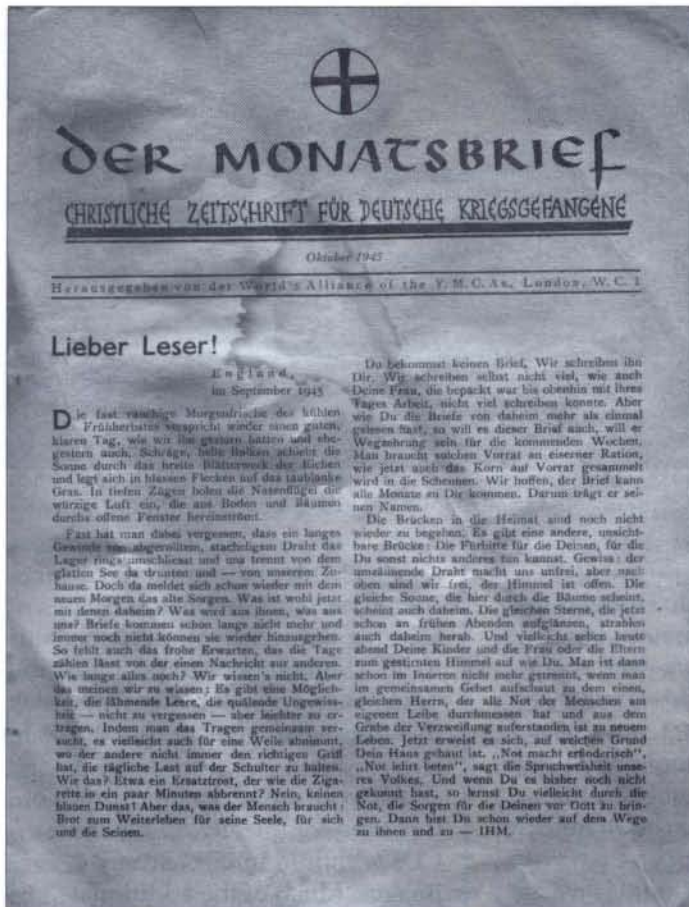 DER MONATSBRIEF
CHRISTLICHE ZEITSCHRIFT FÜR DEUTSCHE KRIEGSGEFANGENE
Oktober 1945
Herausgegeben von der World's Alliance of the Y.M.C.As, London, W.C.1
Lieber Leser!
England,
im September 1945
Die fast rauschige Morgenfrische des kühlen
Frühherbstes verspricht wieder einen guten,
klaren Tag, wie wir ihn gestern hatten und ehe-
gestern auch. Schräge, helle Balken schiebt die
Sonne durch das breite Blätterwerk der Eichen
und legt sich in blassen Flecken auf das taublanke
Gras. In tiefen Zügen holen die Nasenflügel die
würzige Luft ein, die aus Boden und Bäumen
durchs offene Fenster hereinströmt.
Fast hat man dabei vergessen, dass ein langes
Gewinde von abgerolltem, stacheligem Draht das
Lager rings umschliesst und uns trennt von dem
glatten See da drunten und — von unserem Zu-
hause. Doch da meldet sich schon wieder mit dem
neuen Morgen das alte Sorgen. Was ist wohl jetzt
mit denen daheim? Was wird aus ihnen, was aus
uns? Briefe kommen schon lange nicht mehr und
immer noch nicht können sie wieder hinausgehen.
So fehlt auch das frohe Erwarten, das die Tage
zählen lässt von der einen Nachricht zur anderen.
Wie lange alles noch? Wir wissen's nicht. Aber
das meinen wir zu wissen: Es gibt eine Möglich-
keit, die lähmende Leere, die quälende Ungewiss-
heit — nicht zu vergessen — aber leichter zu er-
tragen. Indem man das Tragen gemeinsam ver-
sucht, es vielleicht auch für eine Weile abnimmt,
wo der andere nicht immer den richtigen Griff
hat, die tägliche Last auf der Schulter zu halten.
Wir das? Etwa ein Ersatztrost, der wie die Ziga-
rette in ein paar Minuten abbrennt? Nein, keinen
blauen Dunst! Aber das, was der Mensch braucht:
Brot zum Weiterleben für seine Seele, für sich
und die Seinen.
Du bekommst keinen Brief, Wir schreiben ihn
Dir. Wir schreiben selbst nicht viel, wie auch
Deine Frau, die bepackt war bis obenhin mit ihres
Tages Arbeit, nicht viel schreiben konnte. Aber
wie Du die Briefe von daheim mehr als einmal
gelesen hast, so will es dieser Brief auch, will er
Wegzehrung sein für die kommenden Wochen.
Man braucht solchen Vorrat an eiserner Ration,
wie jetzt auch das Korn auf Vorrat gesammelt
wird in die Scheunen. Wir hoffen, der Brief kann
alle Monate zu Dir kommen. Darum trägt er sei-
nen Namen.
Die Brücken in die Heimat sind noch nicht
wieder zu begehen. Es gibt eine andere, unsicht-
bare Brücke: Die Fürbitte für die Deinen, für die
Du sonst nichts anderes tun kannst. Gewiss: der
umzäunende Draht macht uns unfrei, aber nach
oben sind wir frei, der Himmel ist offen. Die
gleiche Sonne, die hier durch die Bäume scheint,
scheint auch daheim. Die gleichen Sterne, die jetzt
schon an frühen Abenden aufglänzen, strahlen
auch daheim herab. Und vielleicht sehen heute
abend Deine Kinder und die Frau oder die Eltern
zum gestirnten Himmel auf wie Du. Man ist dann
schon im Inneren nicht mehr getrennt, wenn man
im gemeinsamen Gebet aufschaut zu dem einen,
gleichen Herrn, der alle Not der Menschen am
eigenen Leibe durchmessen hat und aus dem
Grabe der Verzweiflung auferstanden ist zu neuem
Leben. Jetzt erweist es sich, auf welchen Grund
Dein Haus gebaut ist. „Not macht erfinderisch",
„Not lehrt beten", sagt die Spruchweisheit unse-
res Volkes. Und wenn Du es bisher noch nicht
gekonnt hast, so lernst Du vielleicht durch die
Not, die Sorgen für die Deinen vor Gott zu brin-
gen. Dann bist Du schon wieder auf dem Wege
zu ihnen und zu — IHM.